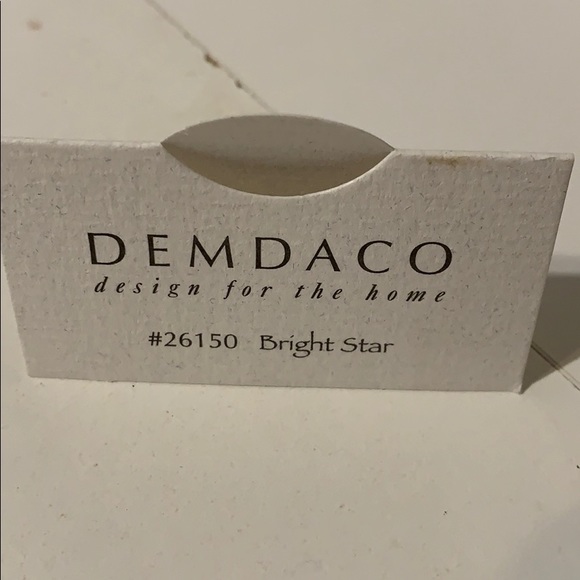 DEMDACO
design for the home
#26150 Bright Star